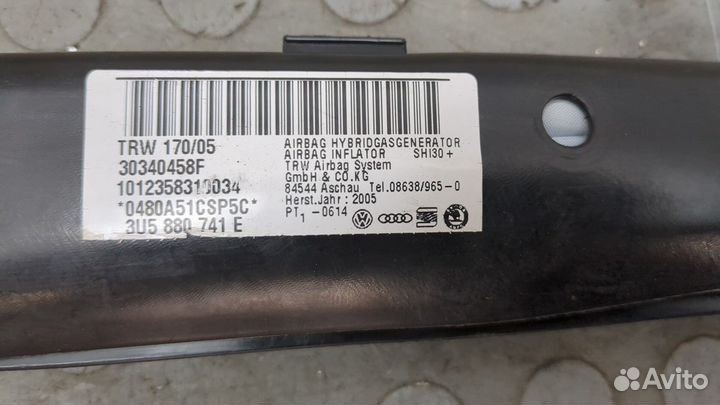 TRW 170/05
30340458F
1012358310034
*0480A51CSP5C*
3U5 880 741 E
AIRBAG HYBRIDGASGENERATOR
AIRBAG INFLATOR SHI30+
TRW Airbag System
GmbH & CO.KG
84544 Aschau Tel.08638/965-0
Herst.Jahr: 2005
PT1 -0614
Avito